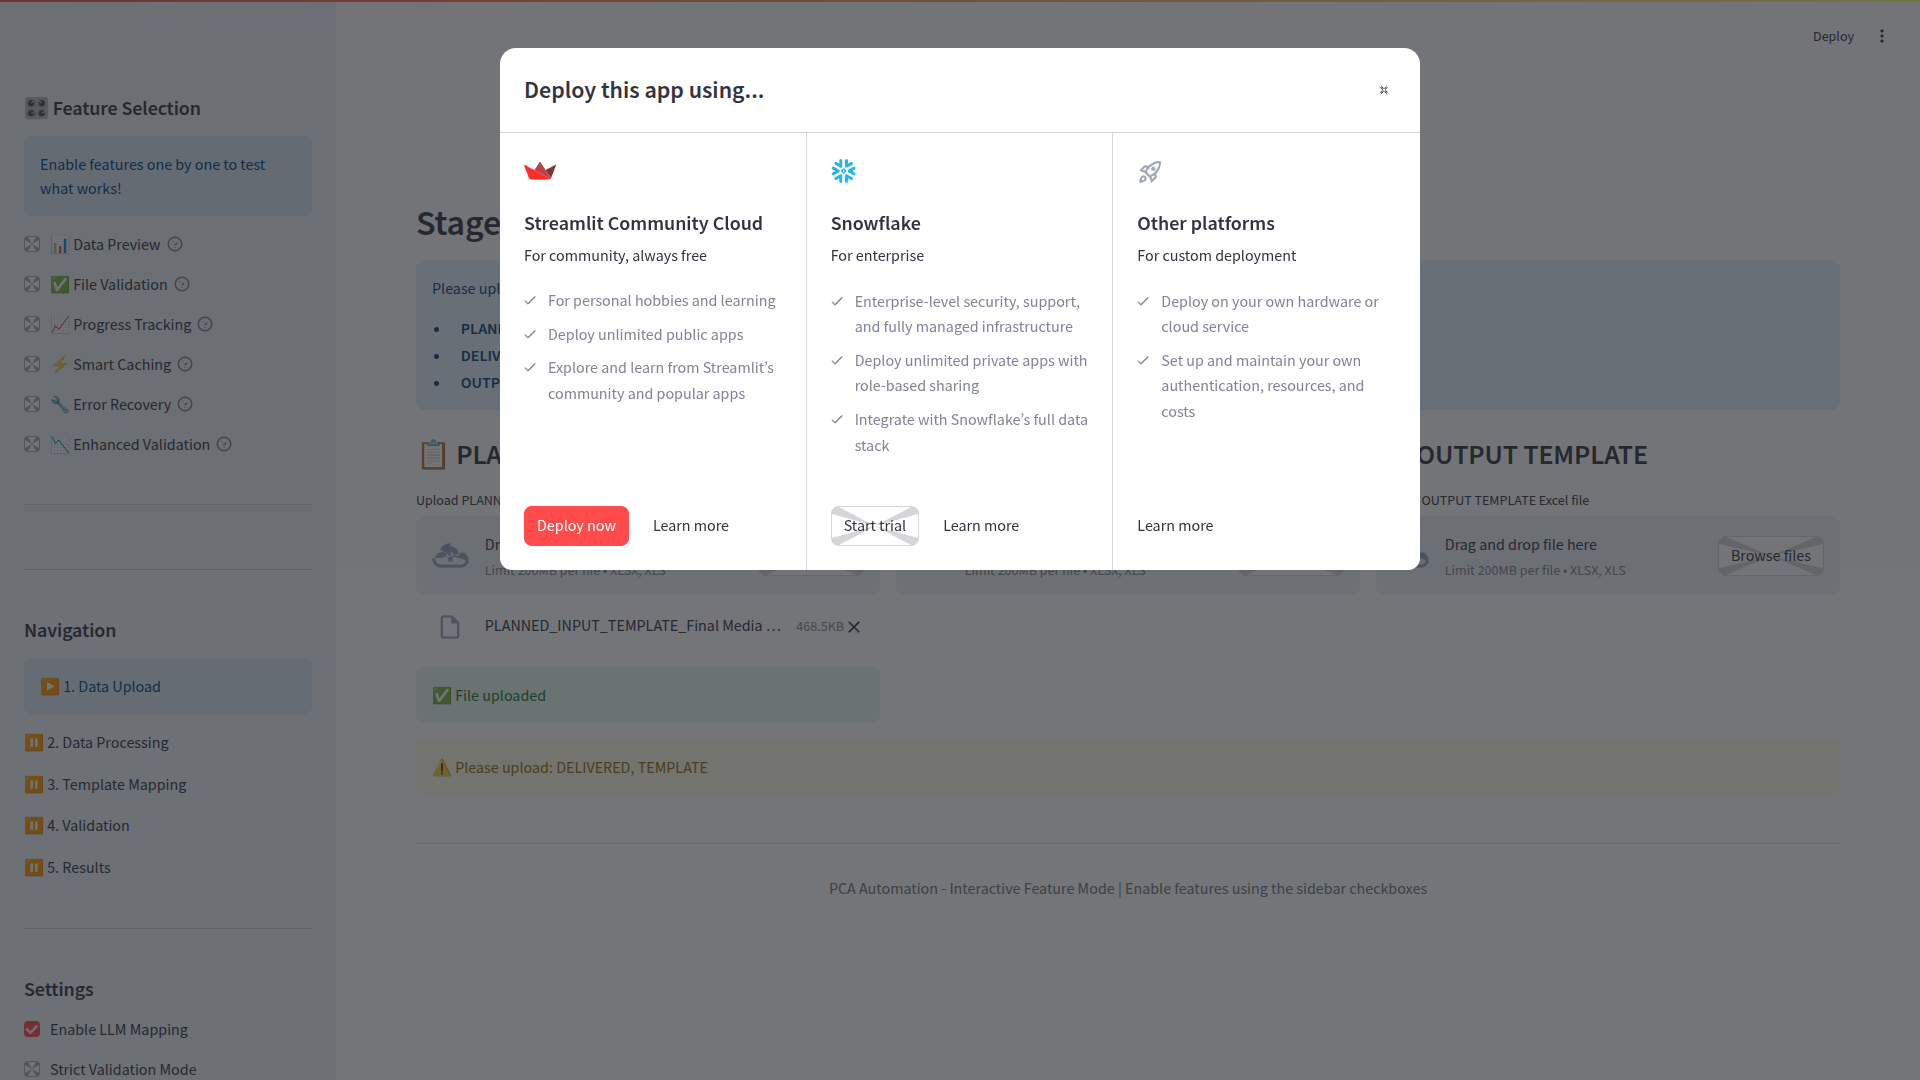 Deploy
Deploy this app using...
Streamlit Community Cloud
For community, always free
For personal hobbies and learning
Deploy unlimited public apps
Explore and learn from Streamlit's
community and popular apps
Deploy now
Learn more
Snowflake
For enterprise
Enterprise-level security, support,
and fully managed infrastructure
Deploy unlimited private apps with
role-based sharing
Integrate with Snowflake's full data
stack
Start trial
Learn more
Other platforms
For custom deployment
Deploy on your own hardware or
cloud service
Set up and maintain your own
authentication, resources, and
costs
Learn more
Feature Selection
Enable features one by one to test
what works!
Data Preview
File Validation
Progress Tracking
Smart Caching
Error Recovery
Enhanced Validation
Navigation
1. Data Upload
2. Data Processing
3. Template Mapping
4. Validation
5. Results
Settings
Enable LLM Mapping
Strict Validation Mode
Stage
Please upl
• PLAN
• DELIV
• OUTP
PLA
Upload PLANN
Dr
Limit 200MB per file • XLSX, XLS
PLANNED_INPUT_TEMPLATE_Final Media ...
468.5KB
File uploaded
Limit 200MB per file • XLSX, XLS
OUTPUT TEMPLATE
OUTPUT TEMPLATE Excel file
Drag and drop file here
Limit 200MB per file • XLSX, XLS
Browse files
Please upload: DELIVERED, TEMPLATE
PCA Automation - Interactive Feature Mode | Enable features using the sidebar checkboxes